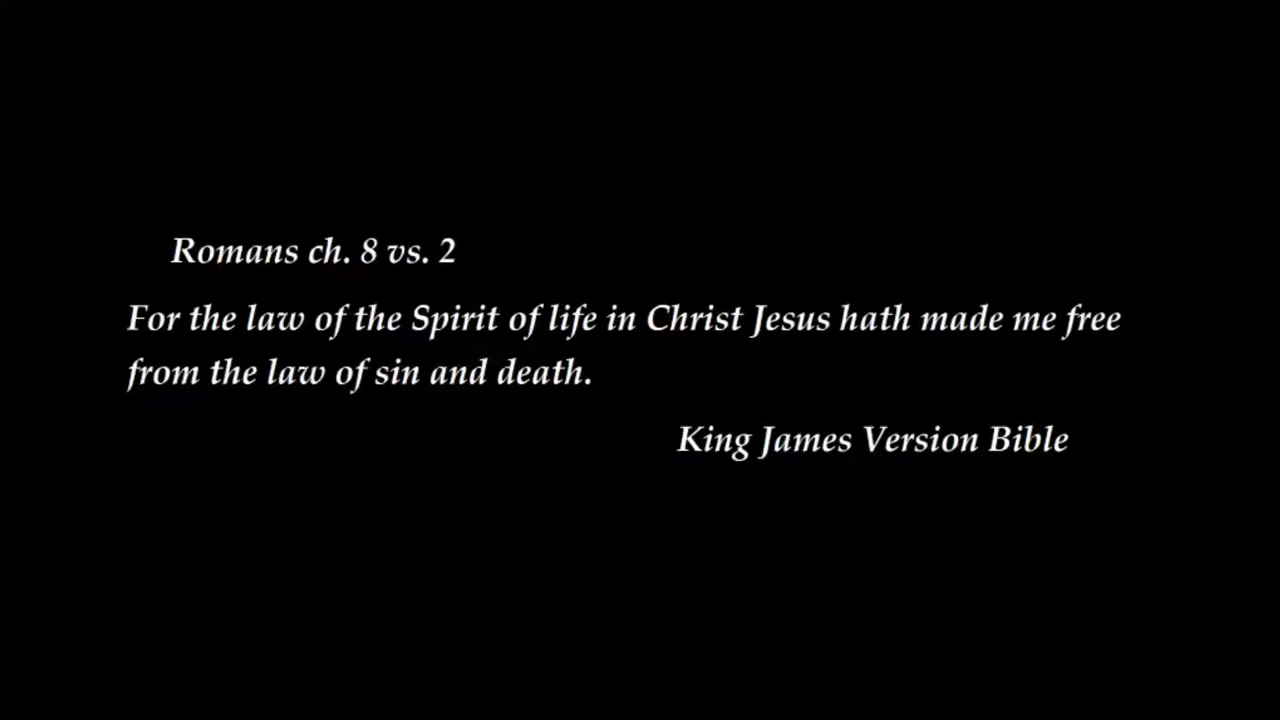 Romans ch. 8 vs. 2
For the law of the Spirit of life in Christ Jesus hath made me free
from the law of sin and death.
King James Version Bible